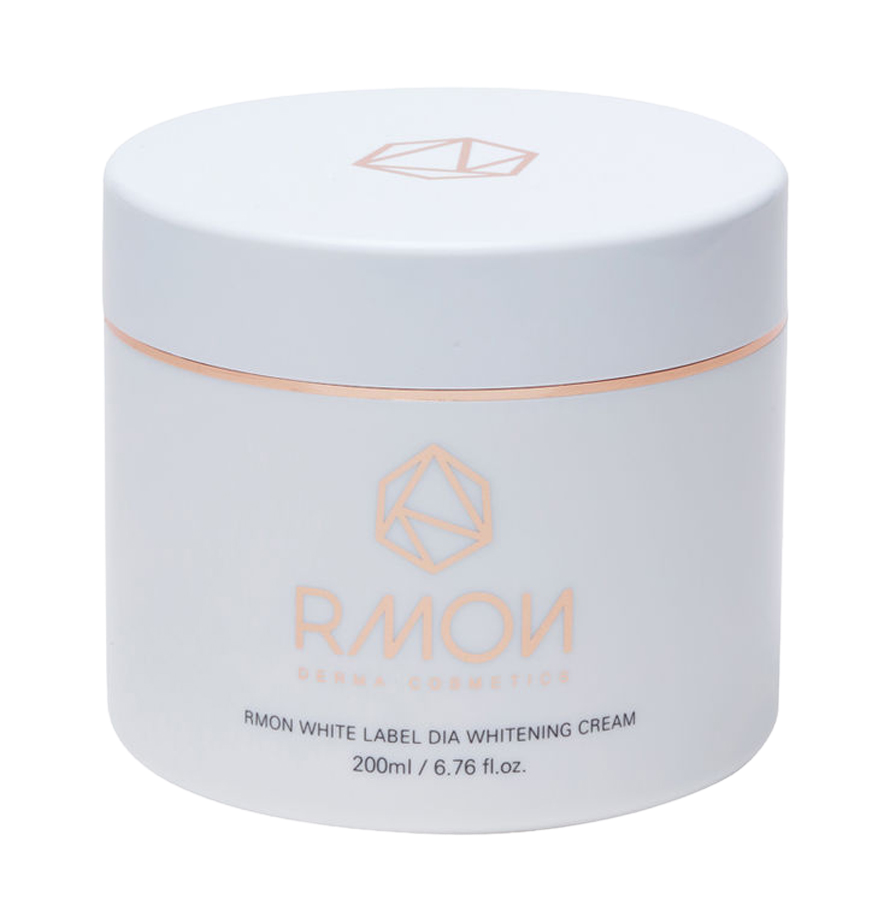 RMON
DERMA COSMETICS
RMON WHITE LABEL DIA WHITENING CREAM
200ml / 6.76 fl.oz.